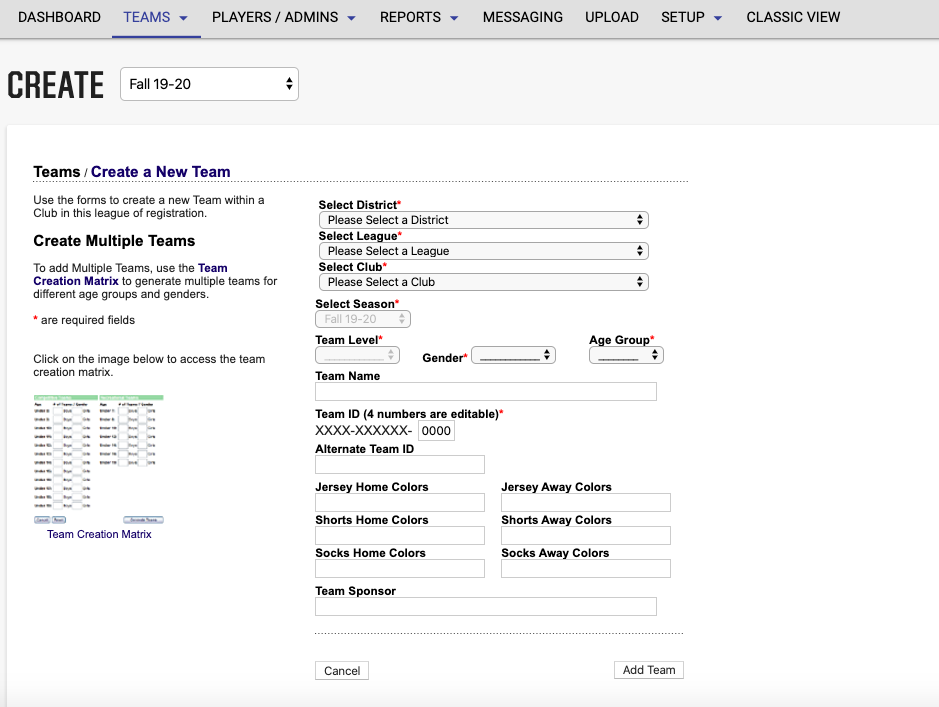 DASHBOARD TEAMS PLAYERS / ADMINS REPORTS MESSAGING UPLOAD SETUP CLASSIC VIEW
CREATE Fall 19-20
Teams / Create a New Team
Use the forms to create a new Team within a
Club in this league of registration.
Create Multiple Teams
To add Multiple Teams, use the Team
Creation Matrix to generate multiple teams for
different age groups and genders.
* are required fields
Click on the image below to access the team
creation matrix.
Team Creation Matrix
Select District*
Please Select a District
Select League*
Please Select a League
Select Club*
Please Select a Club
Select Season*
Fall 19-20
Team Level* Gender* Age Group*
Team Name
Team ID (4 numbers are editable)*
XXXX-XXXXXX- 0000
Alternate Team ID
Jersey Home Colors Jersey Away Colors
Shorts Home Colors Shorts Away Colors
Socks Home Colors Socks Away Colors
Team Sponsor
Cancel Add Team